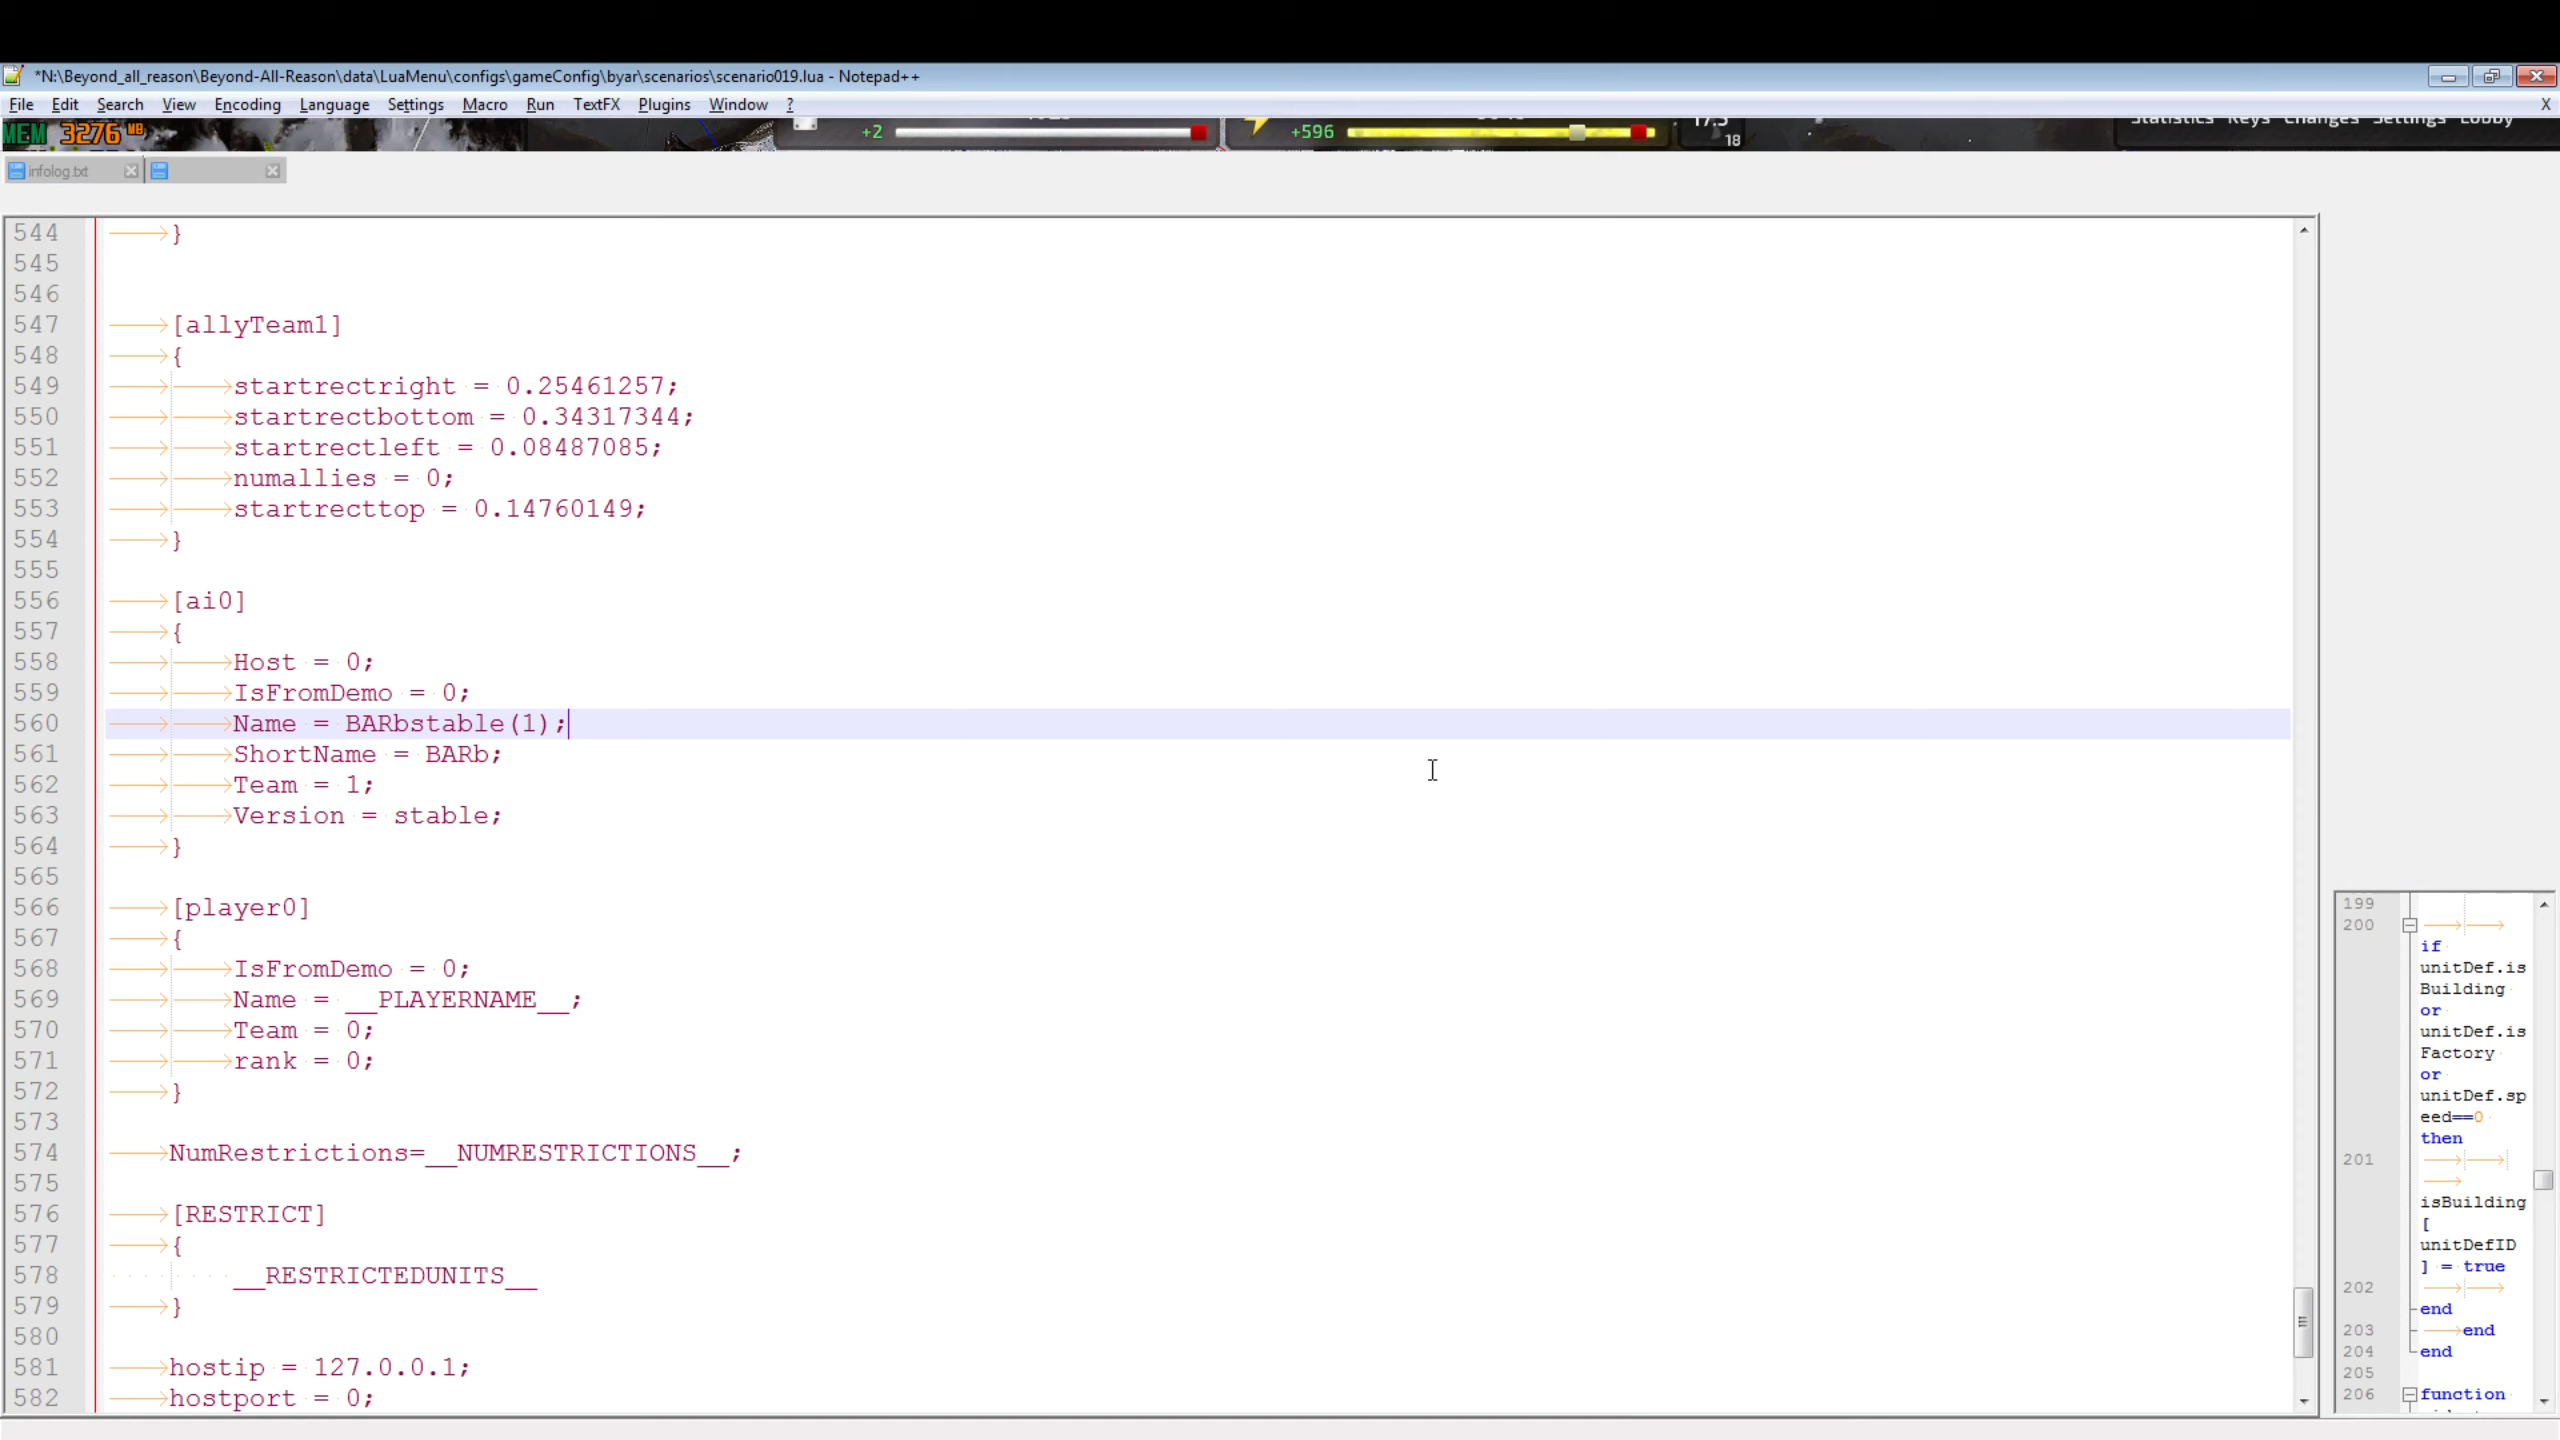 *N:\Beyond_all_reason\Beyond-All-Reason\data\LuaMenu\configs\gameConfig\byar\scenarios\scenario019.lua - Notepad++
File Edit Search View Encoding Language Settings Macro Run TextFX Plugins Window ? X
MEM 3276 MB +2 +596 17.5 18 Statistics Keys Changes Settings Lobby
infolog.txt
544 }
545
546
547 [allyTeam1]
548 {
549 startrectright = 0.25461257;
550 startrectbottom = 0.34317344;
551 startrectleft = 0.08487085;
552 numallies = 0;
553 startrecttop = 0.14760149;
554 }
555
556 [ai0]
557 {
558 Host = 0;
559 IsFromDemo = 0;
560 Name = BARbstable(1);
561 ShortName = BARb;
562 Team = 1;
563 Version = stable;
564 }
565
566 [player0]
567 {
568 IsFromDemo = 0;
569 Name = __PLAYERNAME__;
570 Team = 0;
571 rank = 0;
572 }
573
574 NumRestrictions=__NUMRESTRICTIONS__;
575
576 [RESTRICT]
577 {
578 __RESTRICTEDUNITS__
579 }
580
581 hostip = 127.0.0.1;
582 hostport = 0;
199
200
if
unitDef.is
Building
or
unitDef.is
Factory
or
unitDef.sp
eed==0
then
201
isBuilding
[
unitDefID
] = true
202
end
203 end
204 end
205
206 function